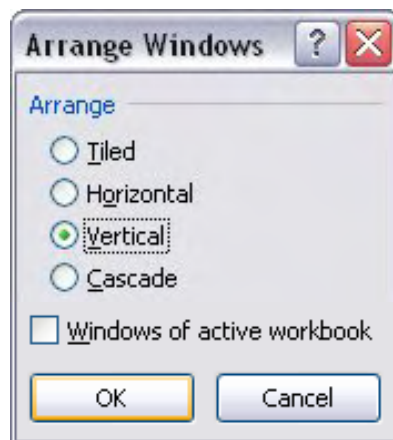 Arrange Windows ?
Arrange
Tiled
Horizontal
Vertical
Cascade
Windows of active workbook
OK Cancel